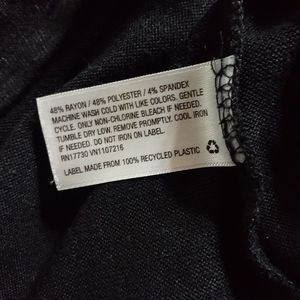 48% RAYON / 48% POLYESTER / 4% SPANDEX
MACHINE WASH COLD WITH LIKE COLORS. GENTLE
CYCLE. ONLY NON-CHLORINE BLEACH IF NEEDED.
TUMBLE DRY LOW. REMOVE PROMPTLY. COOL IRON
IF NEEDED. DO NOT IRON ON LABEL.
RN17730 VN1107216
LABEL MADE FROM 100% RECYCLED PLASTIC